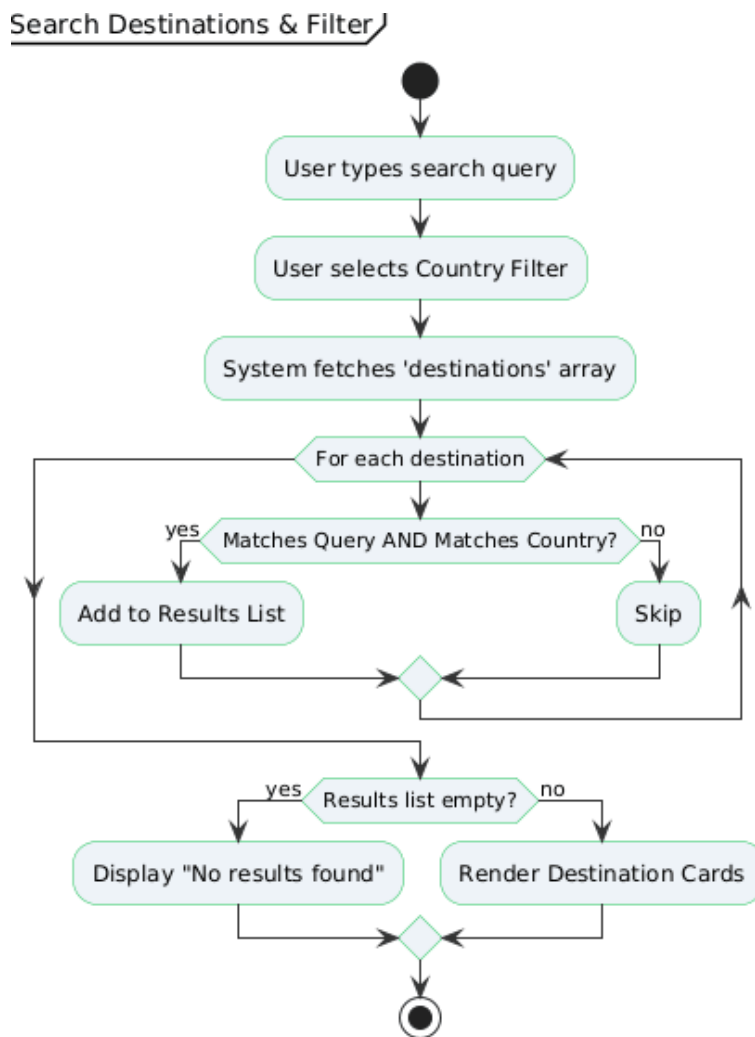 Search Destinations & Filter
User types search query
User selects Country Filter
System fetches 'destinations' array
For each destination
yes
Matches Query AND Matches Country?
no
Add to Results List
Skip
yes
Results list empty?
no
Display "No results found"
Render Destination Cards